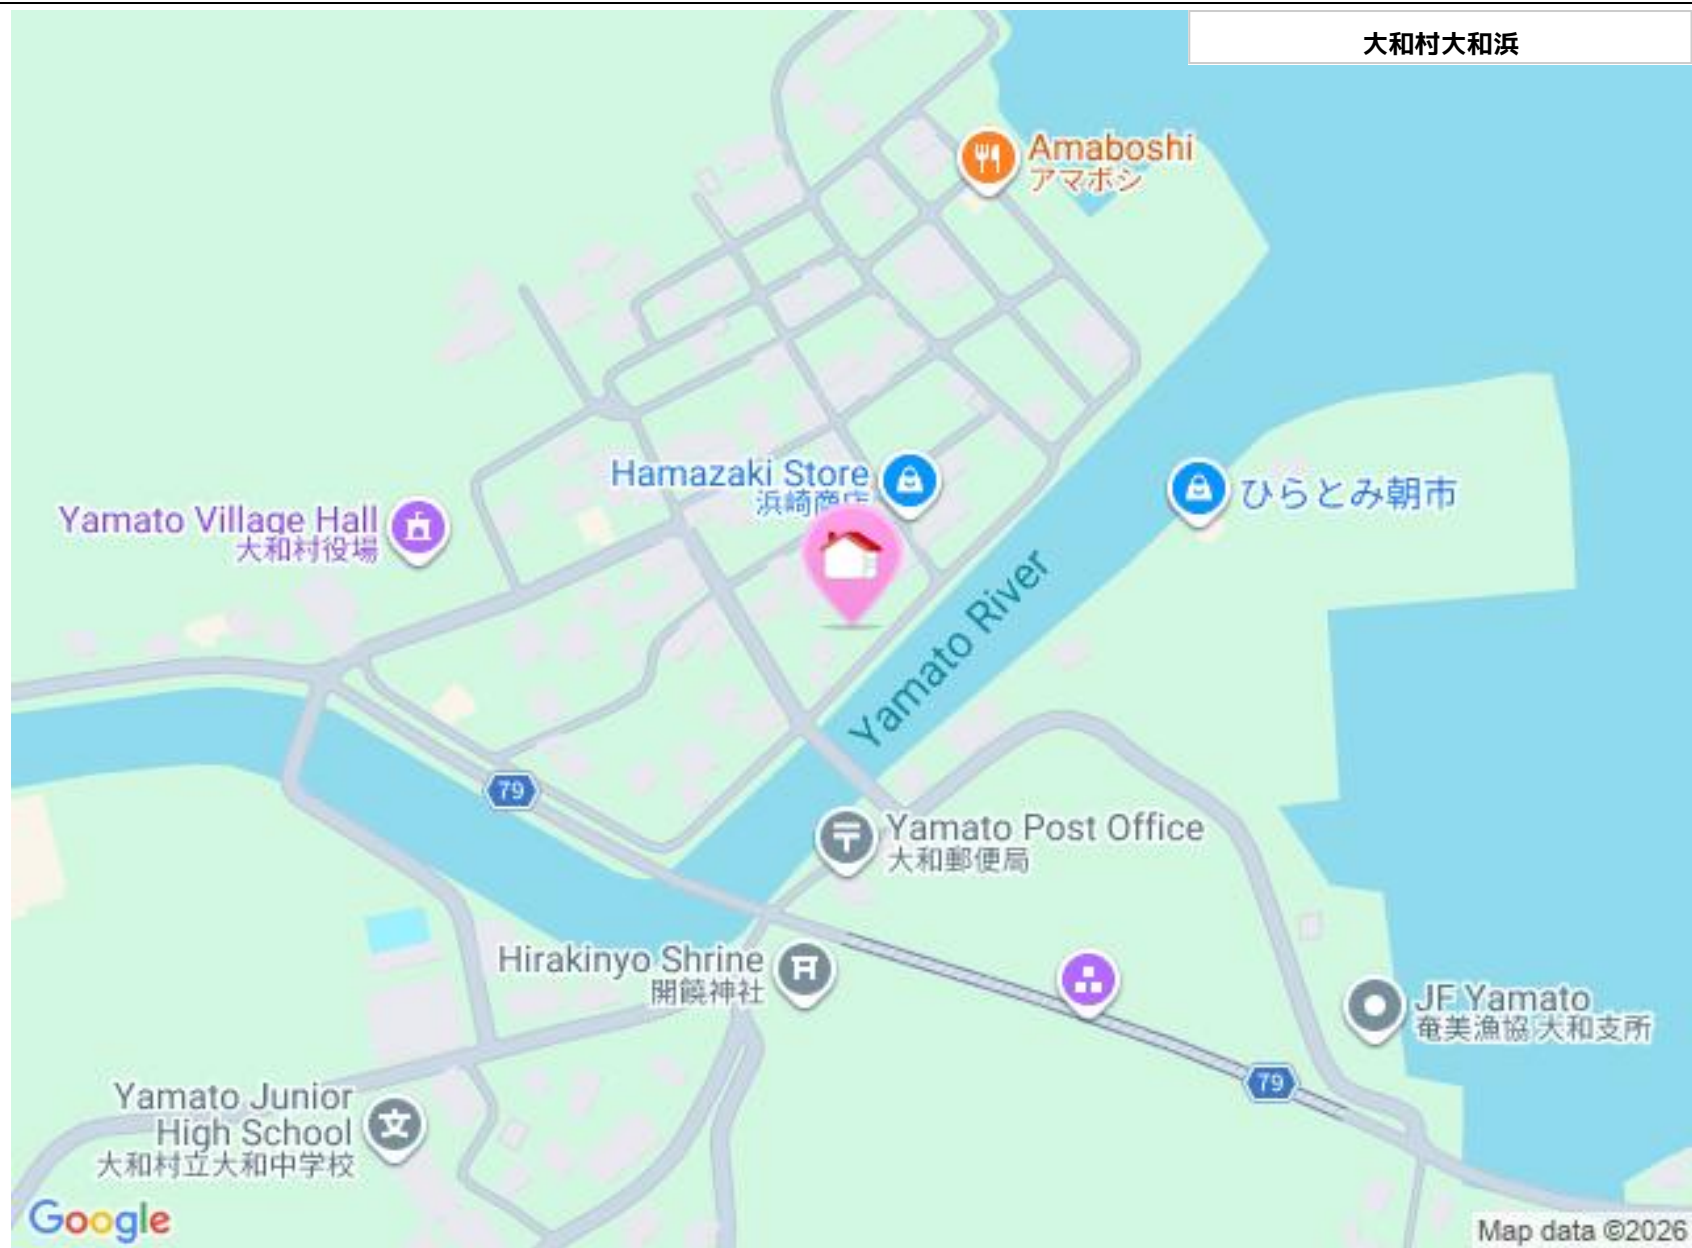 大和村大和浜
Amaboshi
アマボシ
Hamazaki Store
浜崎商店
ひらとみ朝市
Yamato Village Hall
大和村役場
Yamato River
79
Yamato Post Office
大和郵便局
Hirakinyo Shrine
開饒神社
JF Yamato
奄美漁協 大和支所
79
Yamato Junior
High School
大和村立大和中学校
Google
Map data ©2026